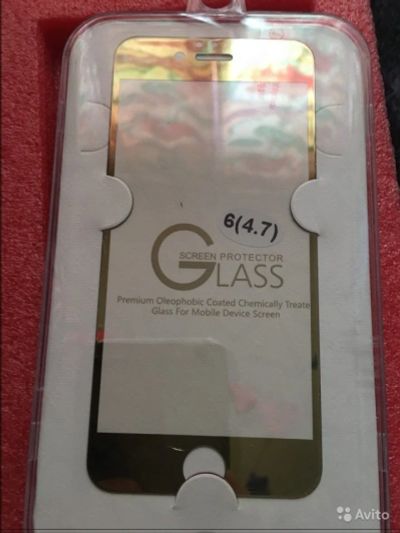 6(4.7)
SCREEN PROTECTOR
GLASS
Premium Oleophobic Coated Chemically Treate
Glass For Mobile Device Screen
Avito